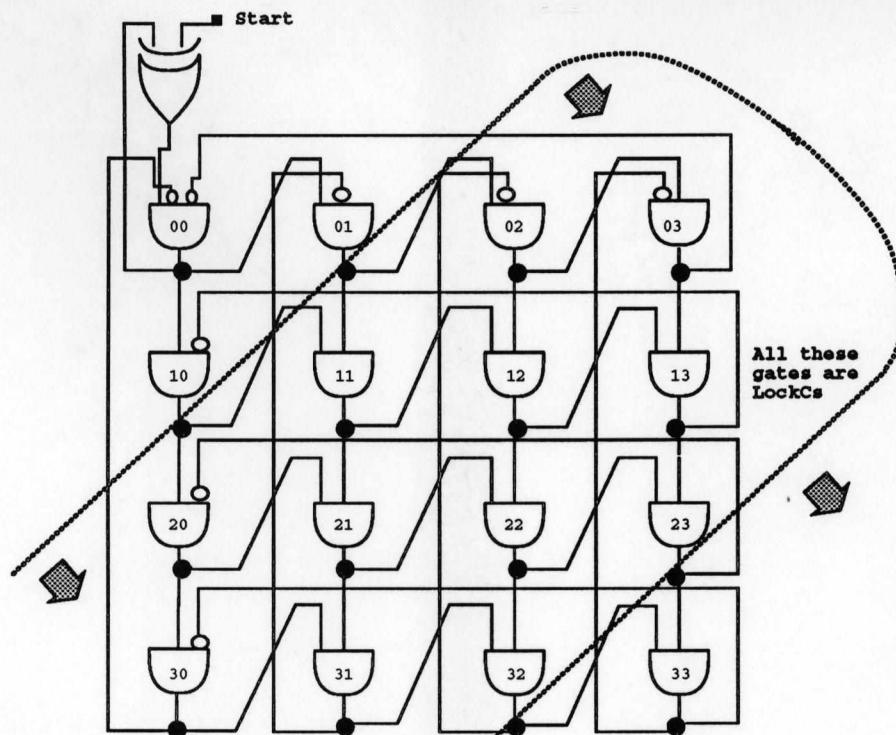 Start
00 01 02 03
10 11 12 13
All these
gates are
LockCs
20 21 22 23
30 31 32 33